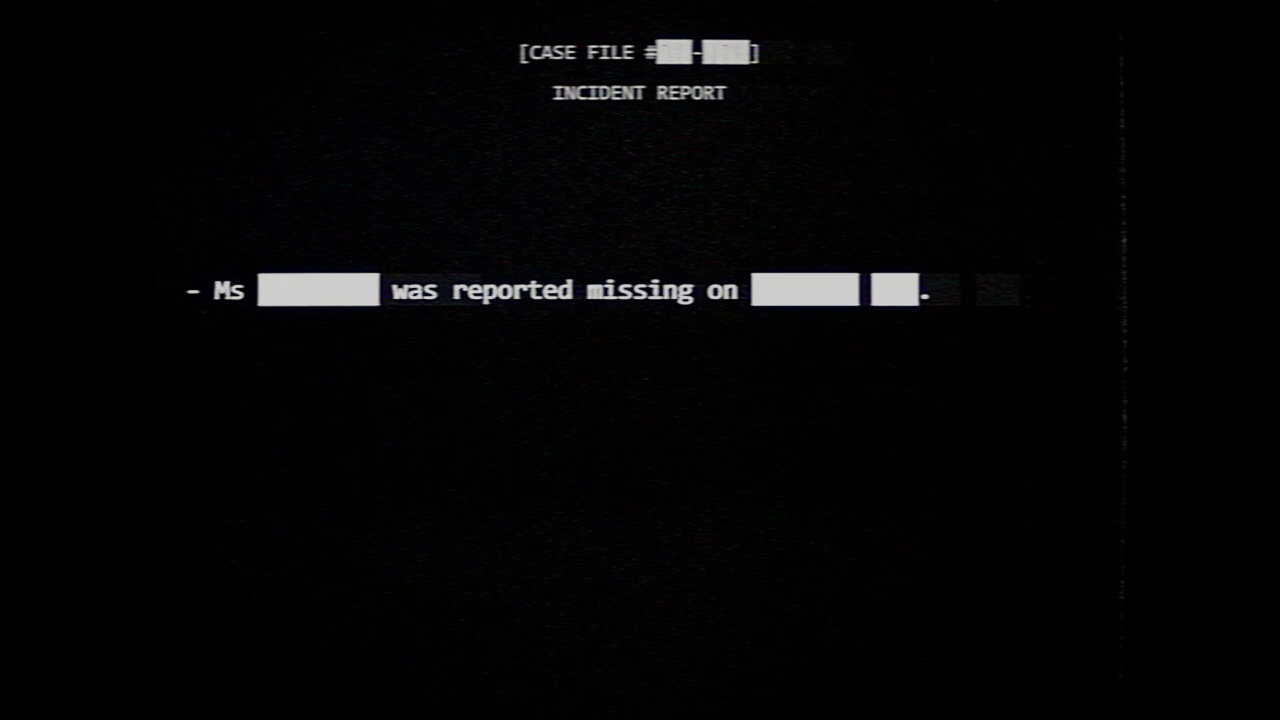 [CASE FILE #██-███]
INCIDENT REPORT
- Ms ██████ was reported missing on ██████ ██.